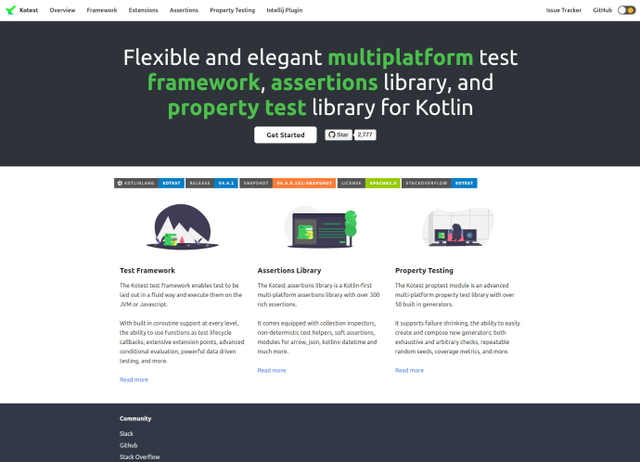 Kotest Overview Framework Extensions Assertions Property Testing Intellij Plugin Issue Tracker GitHub
Flexible and elegant multiplatform test
framework, assertions library, and
property test library for Kotlin
Get Started
Star 2,777
KOTLINLANG KOTEST RELEASE V4.4.1 SNAPSHOT LICENSE APACHE2.0 STACKOVERFLOW KOTEST
Test Framework
The Kotest test framework enables test to be
laid out in a fluid way and execute them on the
JVM or Javascript.
With built in coroutine support at every level,
the ability to use functions as test lifecycle
callbacks, extensive extension points, advanced
conditional evaluation, powerful data driven
testing, and more.
Read more
Assertions Library
The Kotest assertions library is a Kotlin-first
multi-platform assertions library with over 300
rich assertions.
It comes equipped with collection inspectors,
non-determistic test helpers, soft assertions,
modules for arrow, json, kotlinx-datetime and
much more.
Read more
Property Testing
The Kotest proptest module is an advanced
multi-platform property test library with over
50 built in generators.
It supports failure shrinking, the ability to easily
create and compose new generators; both
exhaustive and arbitrary checks, repeatable
random seeds, coverage metrics, and more.
Read more
Community
Slack
Github
Stack Overflow